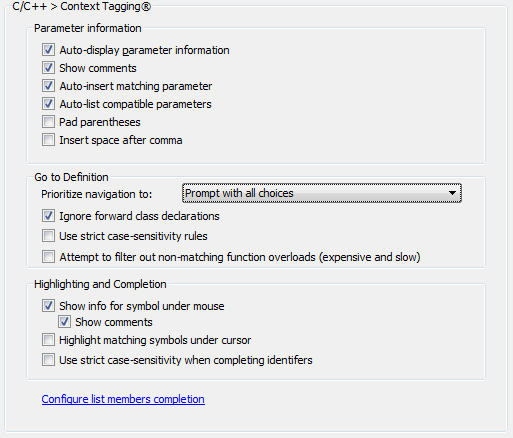 C/C++ > Context Tagging®
Parameter information
Auto-display parameter information
Show comments
Auto-insert matching parameter
Auto-list compatible parameters
Pad parentheses
Insert space after comma
Go to Definition
Prioritize navigation to: Prompt with all choices
Ignore forward class declarations
Use strict case-sensitivity rules
Attempt to filter out non-matching function overloads (expensive and slow)
Highlighting and Completion
Show info for symbol under mouse
Show comments
Highlight matching symbols under cursor
Use strict case-sensitivity when completing identifers
Configure list members completion